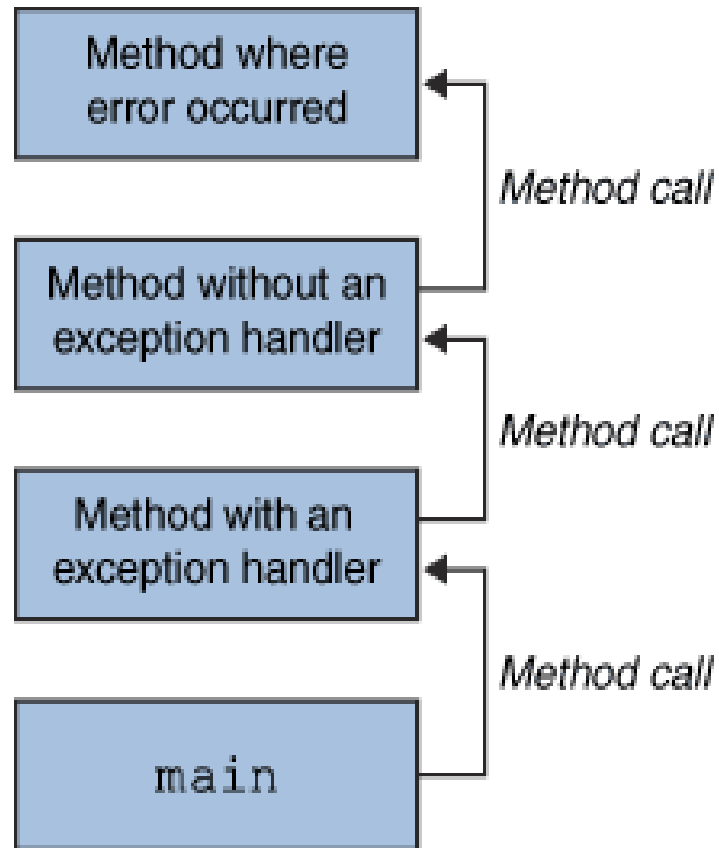 Method where
error occurred
Method call
Method without an
exception handler
Method call
Method with an
exception handler
Method call
main